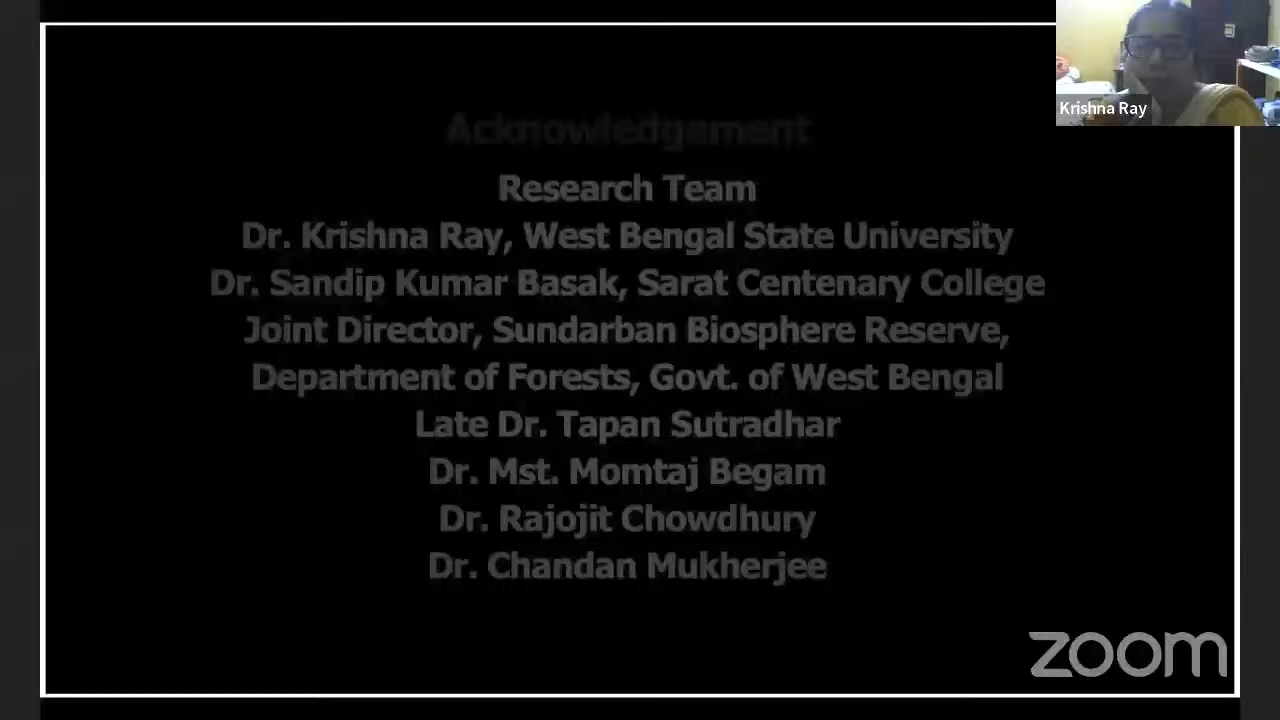 Acknowledgement
Research Team
Dr. Krishna Ray, West Bengal State University
Dr. Sandip Kumar Basak, Sarat Centenary College
Joint Director, Sundarban Biosphere Reserve,
Department of Forests, Govt. of West Bengal
Late Dr. Tapan Sutradhar
Dr. Mst. Momtaj Begam
Dr. Rajojit Chowdhury
Dr. Chandan Mukherjee
Krishna Ray
zoom